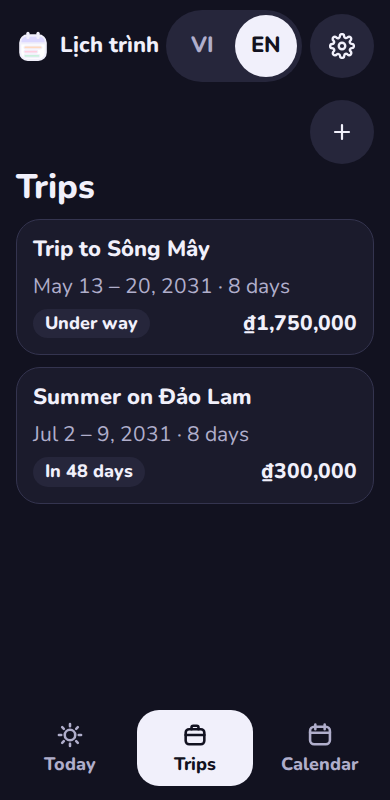 Lịch trình
VI
EN
Trips
Trip to Sông Mây
May 13 – 20, 2031 · 8 days
Under way
₫1,750,000
Summer on Đảo Lam
Jul 2 – 9, 2031 · 8 days
In 48 days
₫300,000
Today
Trips
Calendar